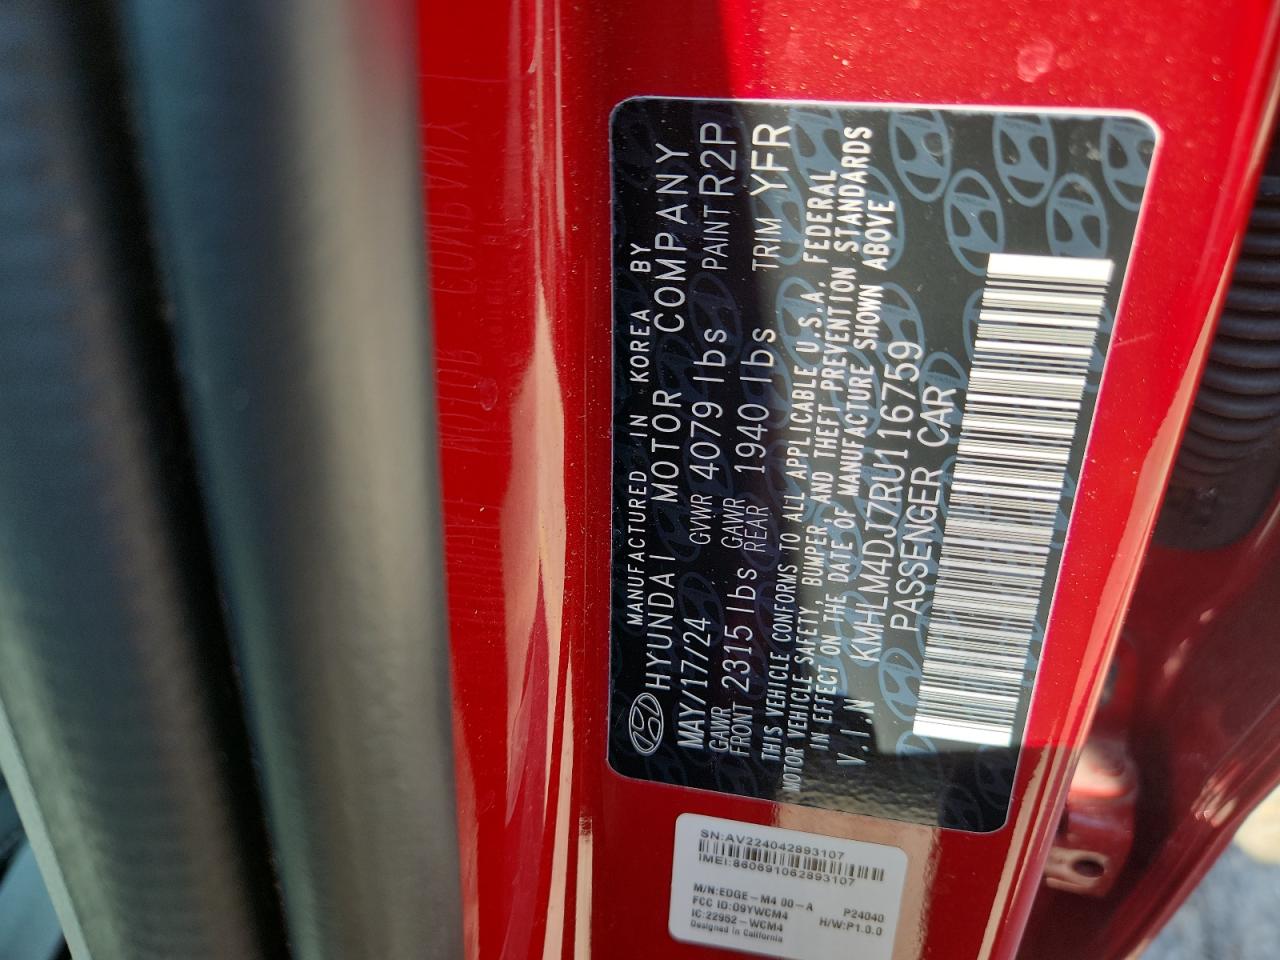 MANUFACTURED IN KOREA BY
HYUNDAI MOTOR COMPANY
MAY/17/24 GVWR 4079 lbs PAINT R2P
GAWR FRONT 2315 lbs GAWR REAR 1940 lbs TRIM YFR
THIS VEHICLE CONFORMS TO ALL APPLICABLE U.S.A. FEDERAL
MOTOR VEHICLE SAFETY, BUMPER, AND THEFT PREVENTION STANDARDS
IN EFFECT ON THE DATE OF MANUFACTURE SHOWN ABOVE
V.I.N KMHLM4DJ7RU116759
PASSENGER CAR
SN:AV224042893107
IMEI:860691062893107
M/N:EDGE-M4 00-A P24040
FCC ID:O9YWCM4 H/W:P1.0.0
IC:22952-WCM4
Designed in California